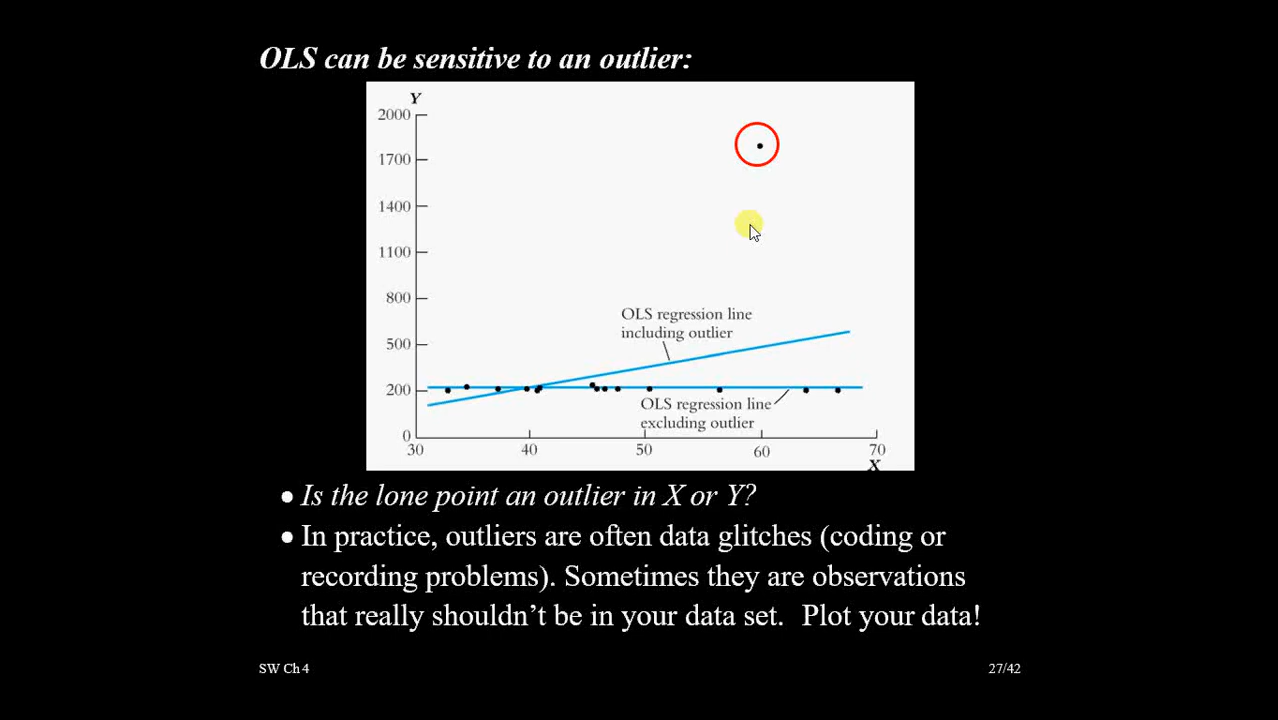 OLS can be sensitive to an outlier:
Y
2000
1700
1400
1100
800
500
200
0
OLS regression line
including outlier
OLS regression line
excluding outlier
30
40
50
60
70
X
• Is the lone point an outlier in X or Y?
• In practice, outliers are often data glitches (coding or
recording problems). Sometimes they are observations
that really shouldn’t be in your data set. Plot your data!
SW Ch 4
27/42